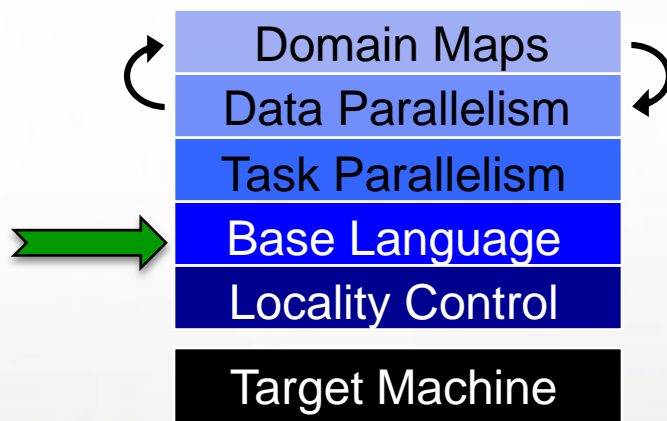 Domain Maps
Data Parallelism
Task Parallelism
Base Language
Locality Control
Target Machine